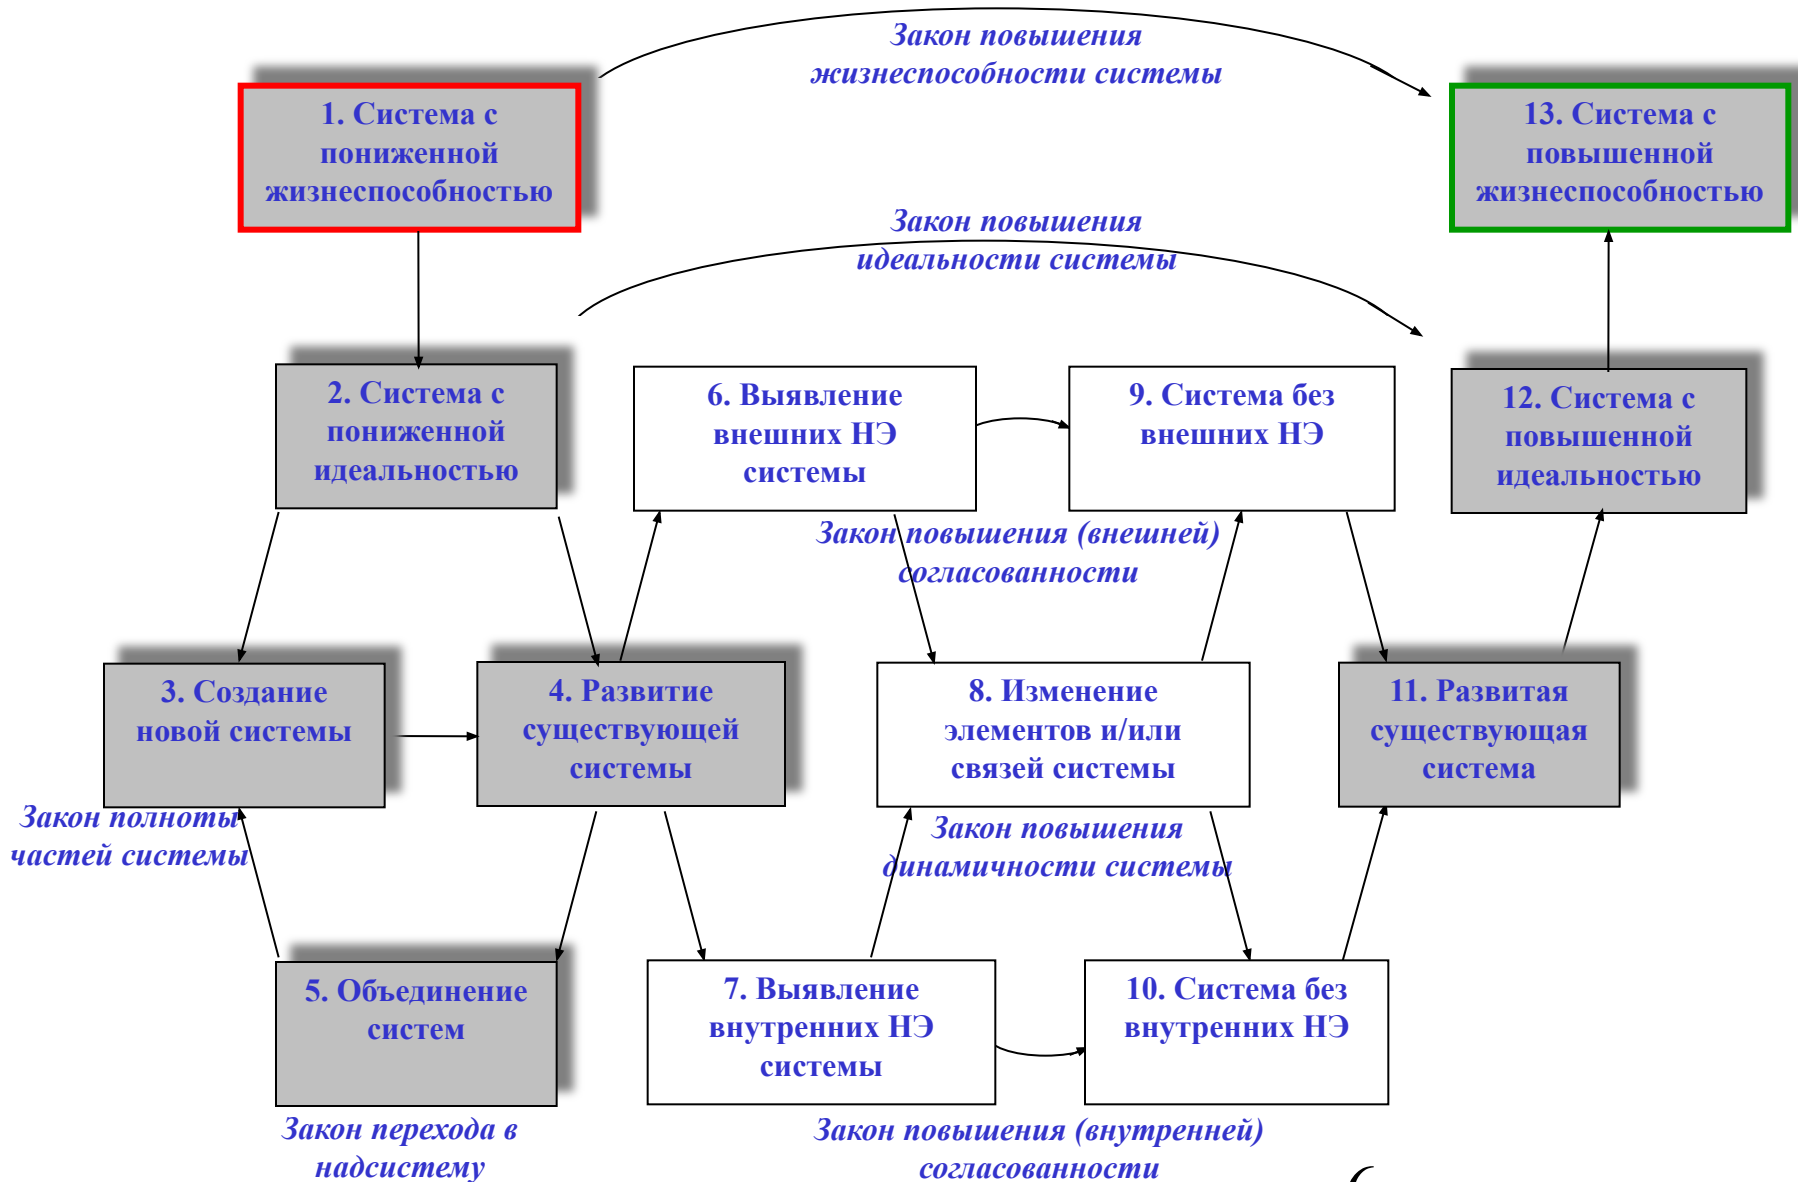 Закон повышения
жизнеспособности системы
1. Система с
пониженной
жизнеспособностью
13. Система с
повышенной
жизнеспособностью
Закон повышения
идеальности системы
2. Система с
пониженной
идеальностью
6. Выявление
внешних НЭ
системы
9. Система без
внешних НЭ
12. Система с
повышенной
идеальностью
Закон повышения (внешней)
согласованности
3. Создание
новой системы
4. Развитие
существующей
системы
8. Изменение
элементов и/или
связей системы
11. Развитая
существующая
система
Закон полноты
частей системы
Закон повышения
динамичности системы
5. Объединение
систем
7. Выявление
внутренних НЭ
системы
10. Система без
внутренних НЭ
Закон перехода в
надсистему
Закон повышения (внутренней)
согласованности